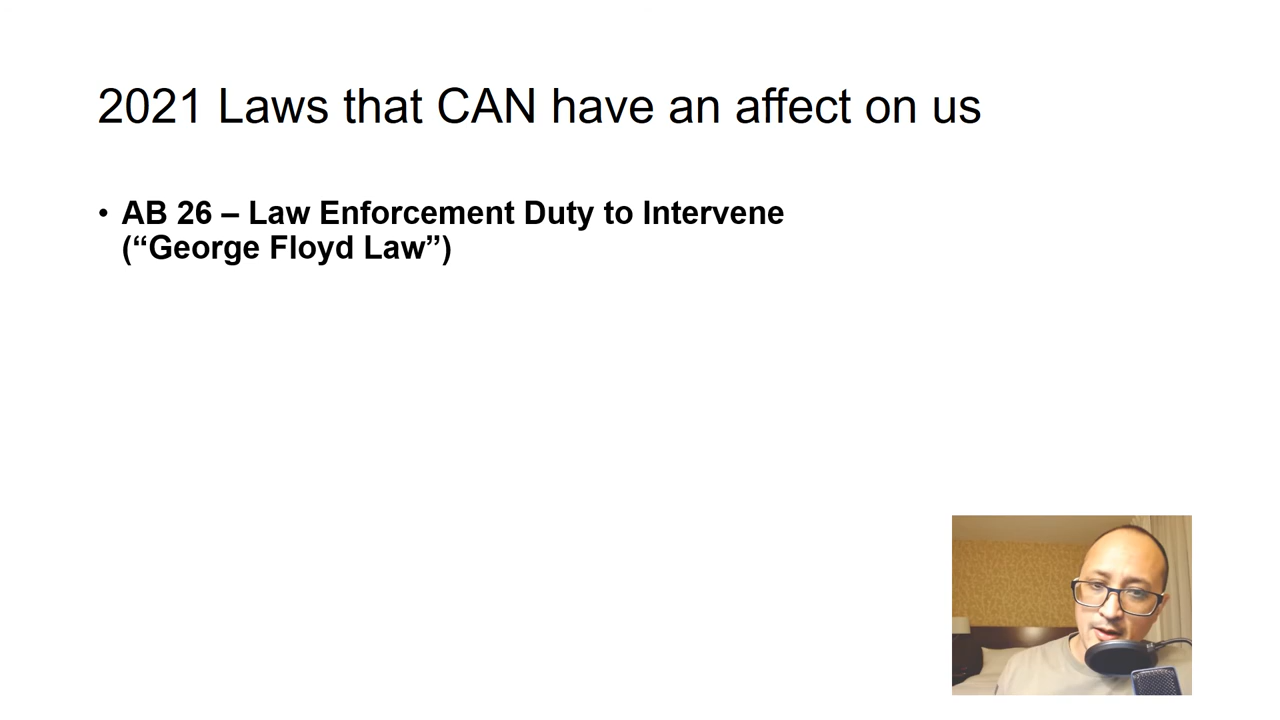 2021 Laws that CAN have an affect on us
• AB 26 – Law Enforcement Duty to Intervene
(“George Floyd Law”)